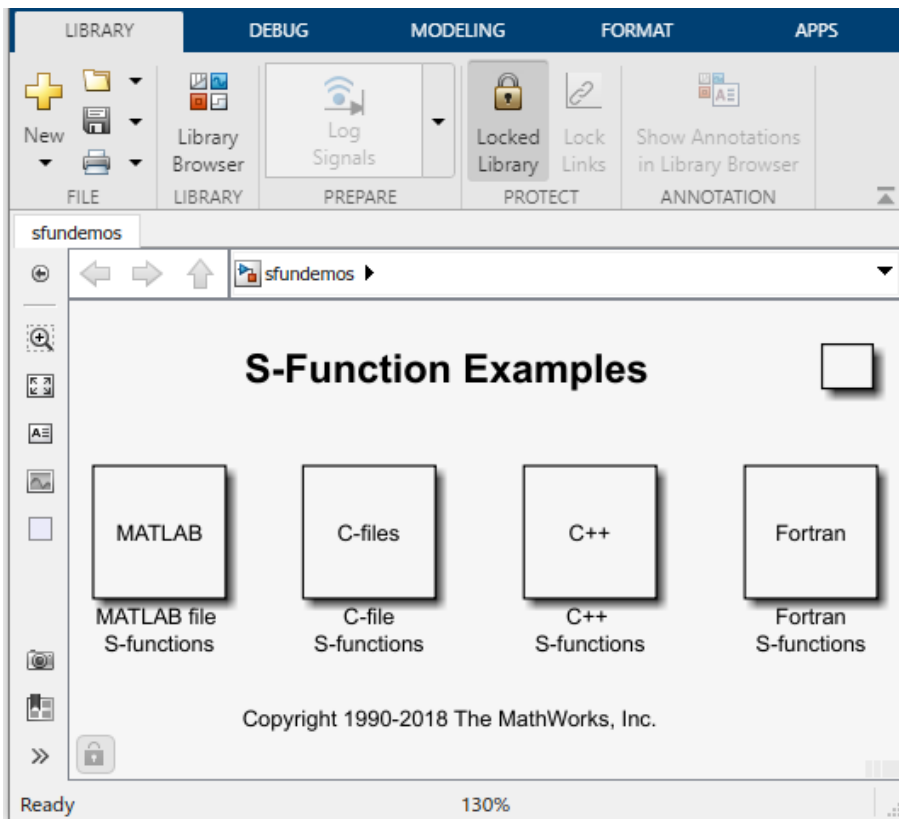 LIBRARY DEBUG MODELING FORMAT APPS
New
Library
Browser
Log
Signals
Locked
Library
Lock
Links
Show Annotations
in Library Browser
FILE LIBRARY PREPARE PROTECT ANNOTATION
sfundemos
sfundemos
S-Function Examples
MATLAB C-files C++ Fortran
MATLAB file
S-functions
C-file
S-functions
C++
S-functions
Fortran
S-functions
Copyright 1990-2018 The MathWorks, Inc.
Ready 130%